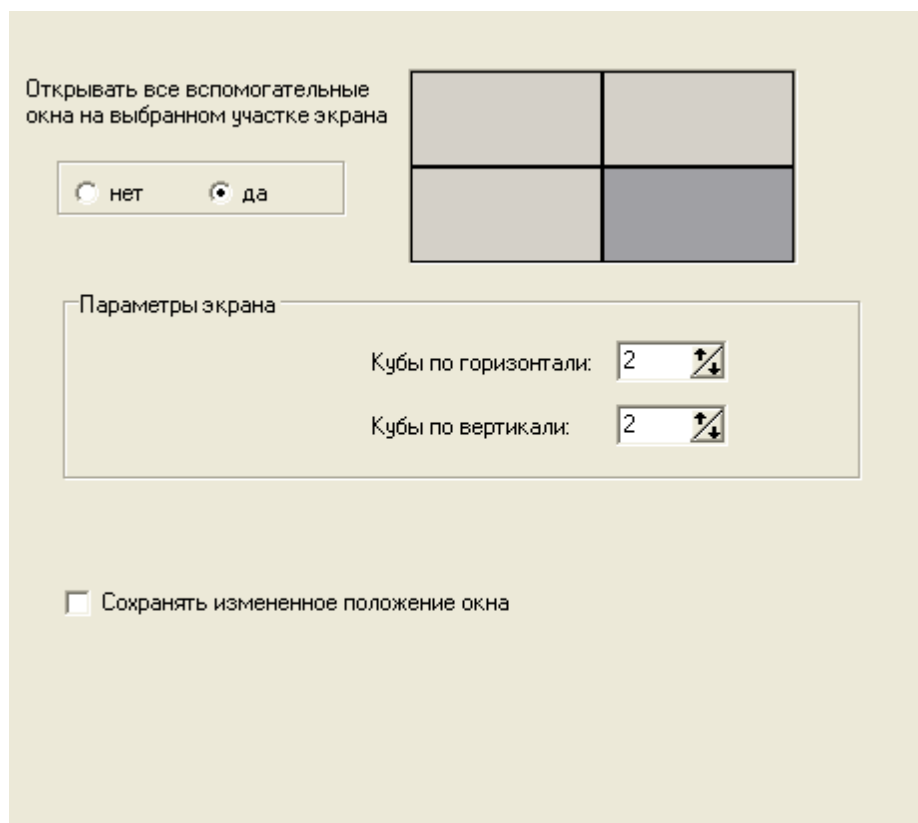 Открывать все вспомогательные
окна на выбранном участке экрана
нет да
Параметры экрана
Кубы по горизонтали: 2
Кубы по вертикали: 2
Сохранять измененное положение окна